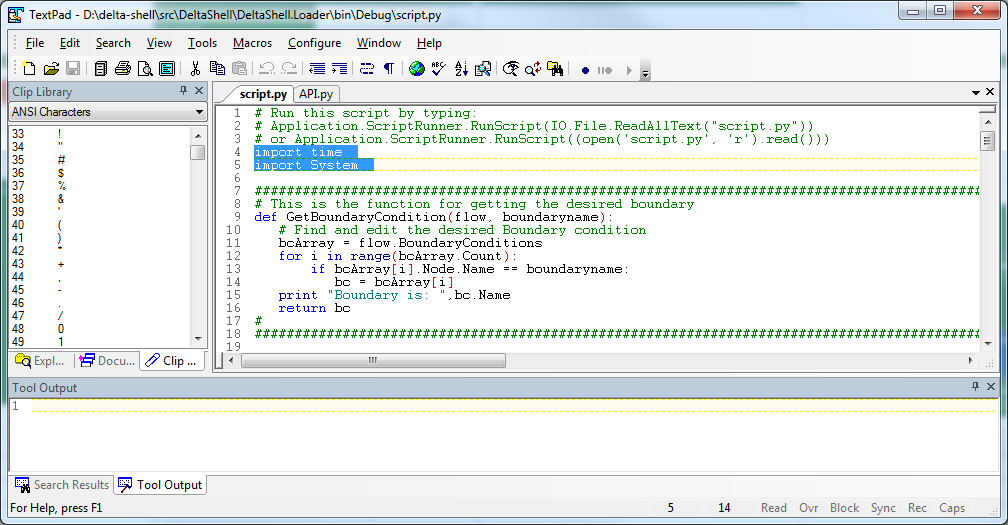 TextPad - D:\delta-shell\src\DeltaShell\DeltaShell.Loader\bin\Debug\script.py
File Edit Search View Tools Macros Configure Window Help
Clip Library
ANSI Characters
33 !
34 "
35 #
36 $
37 %
38 &
39 '
40 (
41 )
42 *
43 +
44 ,
45 -
46 .
47 /
48 0
49 1
Expl... Docu... Clip ...
script.py API.py
1 # Run this script by typing:
2 # Application.ScriptRunner.RunScript(IO.File.ReadAllText("script.py"))
3 # or Application.ScriptRunner.RunScript((open('script.py', 'r').read()))
4 import time
5 import System
6
7 ###########################################################################################
8 # This is the function for getting the desired boundary
9 def GetBoundaryCondition(flow, boundaryname):
10 # Find and edit the desired Boundary condition
11 bcArray = flow.BoundaryConditions
12 for i in range(bcArray.Count):
13 if bcArray[i].Node.Name == boundaryname:
14 bc = bcArray[i]
15 print "Boundary is: ",bc.Name
16 return bc
17 #
18 ###########################################################################################
19
Tool Output
1
Search Results Tool Output
For Help, press F1 5 14 Read Ovr Block Sync Rec Caps